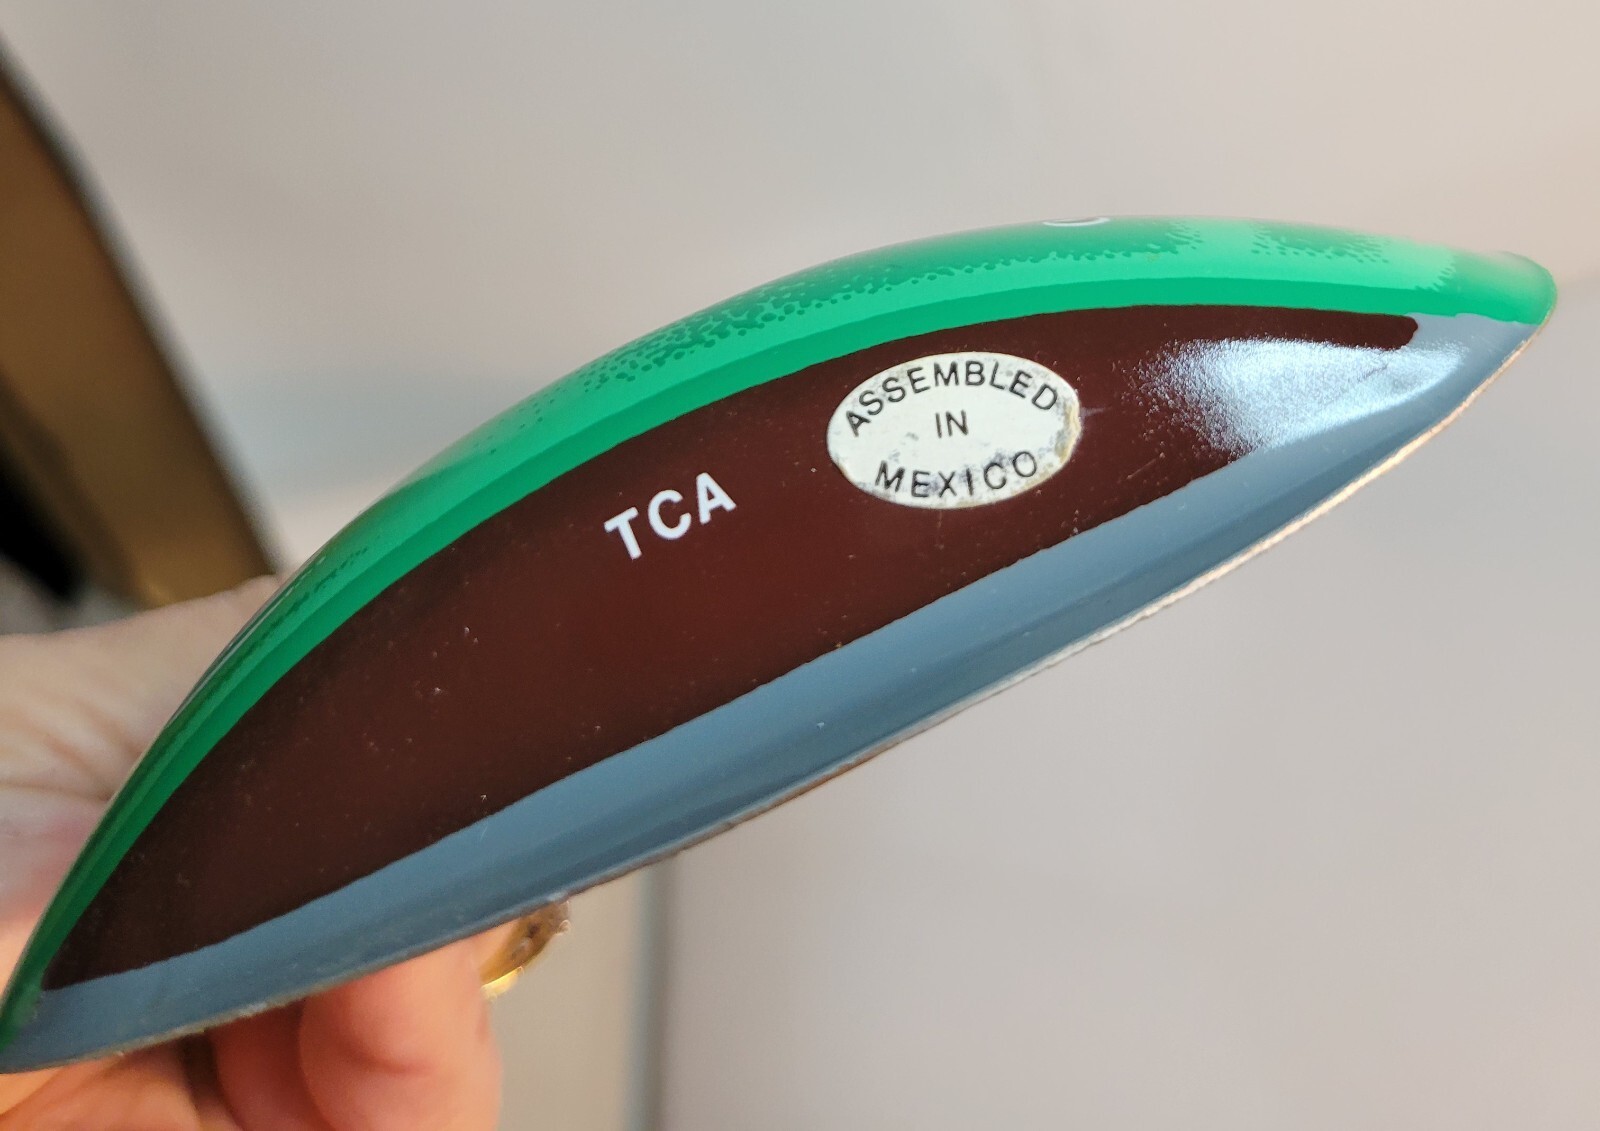 TCA
ASSEMBLED
IN
MEXICO